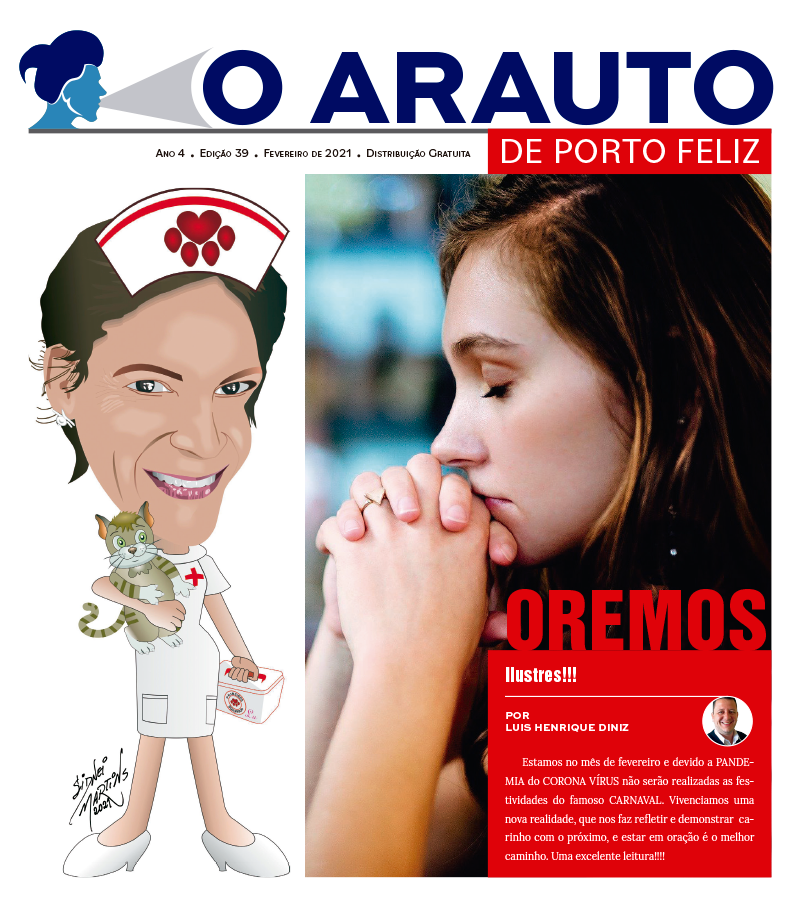 O ARAUTO
DE PORTO FELIZ
Ano 4 . Edição 39 . Fevereiro de 2021 . Distribuição Gratuita
OREMOS
Ilustres!!!
POR
LUIS HENRIQUE DINIZ
Estamos no mês de fevereiro e devido a PANDE-
MIA do CORONA VÍRUS não serão realizadas as fes-
tividades do famoso CARNAVAL. Vivenciamos uma
nova realidade, que nos faz refletir e demonstrar ca-
rinho com o próximo, e estar em oração é o melhor
caminho. Uma excelente leitura!!!!
SIDNEI
MARTINS
2021